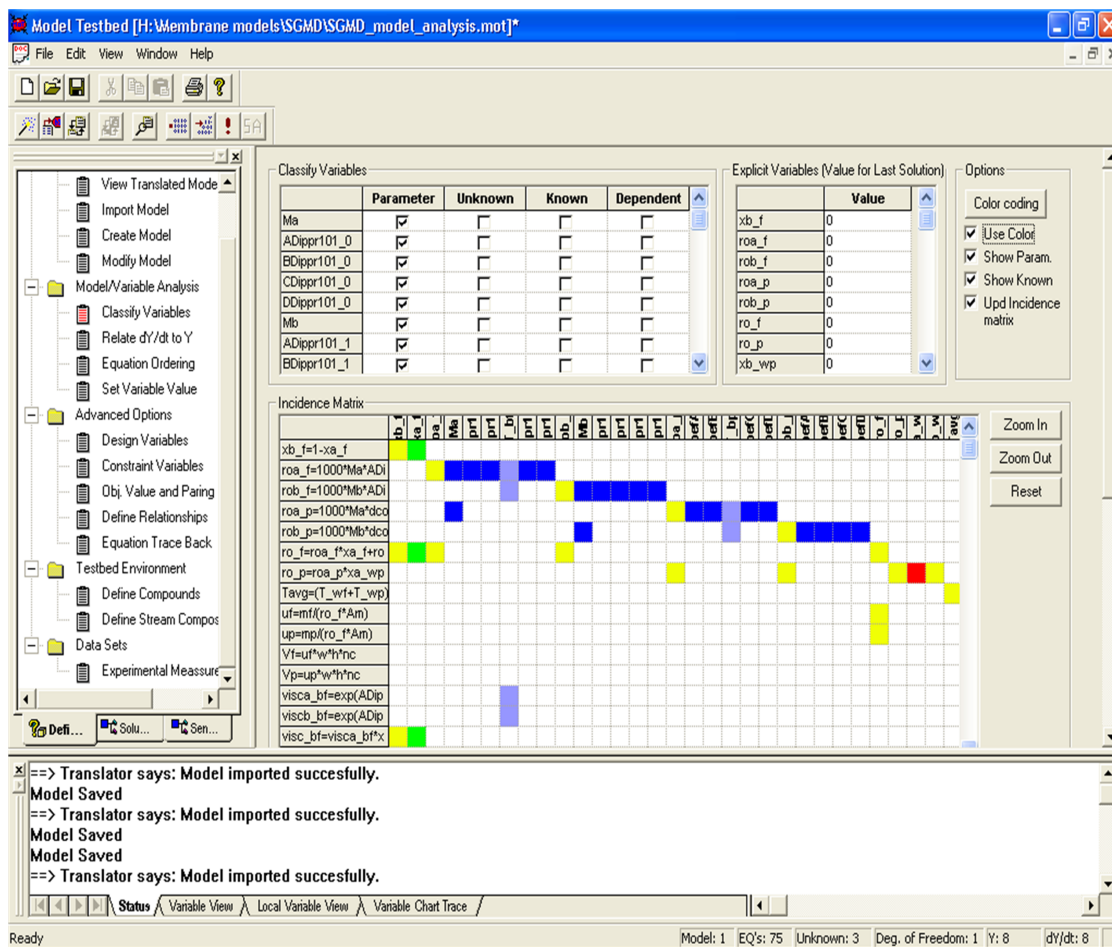 Model Testbed [H:\Membrane models\SGMD\SGMD_model_analysis.mot]*
File Edit View Window Help
View Translated Mode
Import Model
Create Model
Modify Model
Model/Variable Analysis
Classify Variables
Relate dY/dt to Y
Equation Ordering
Set Variable Value
Advanced Options
Design Variables
Constraint Variables
Obj. Value and Paring
Define Relationships
Equation Trace Back
Testbed Environment
Define Compounds
Define Stream Compos
Data Sets
Experimental Meassure
Defi... Solu... Sen...
Classify Variables
Parameter Unknown Known Dependent
Ma
ADippr101_0
BDippr101_0
CDippr101_0
DDippr101_0
Mb
ADippr101_1
BDippr101_1
Explicit Variables (Value for Last Solution)
Value
xb_f 0
roa_f 0
rob_f 0
roa_p 0
rob_p 0
ro_f 0
ro_p 0
xb_wp 0
Options
Color coding
Use Color
Show Param.
Show Known
Upd Incidence
matrix
Incidence Matrix
Ma
xb_f=1-xa_f
roa_f=1000*Ma*ADi
rob_f=1000*Mb*ADi
roa_p=1000*Ma*dco
rob_p=1000*Mb*dco
ro_f=roa_f*xa_f+ro
ro_p=roa_p*xa_wp
Tavg=(T_wf+T_wp)
uf=mf/(ro_f*Am)
up=mp/(ro_f*Am)
Vf=uf*w*h*nc
Vp=up*w*h*nc
visca_bf=exp(ADip
viscb_bf=exp(ADip
visc_bf=visca_bf*x
Zoom In
Zoom Out
Reset
==> Translator says: Model imported succesfully.
Model Saved
==> Translator says: Model imported succesfully.
Model Saved
Model Saved
==> Translator says: Model imported succesfully.
Status Variable View Local Variable View Variable Chart Trace
Ready Model: 1 EQ's: 75 Unknown: 3 Deg. of Freedom: 1 Y: 8 dY/dt: 8